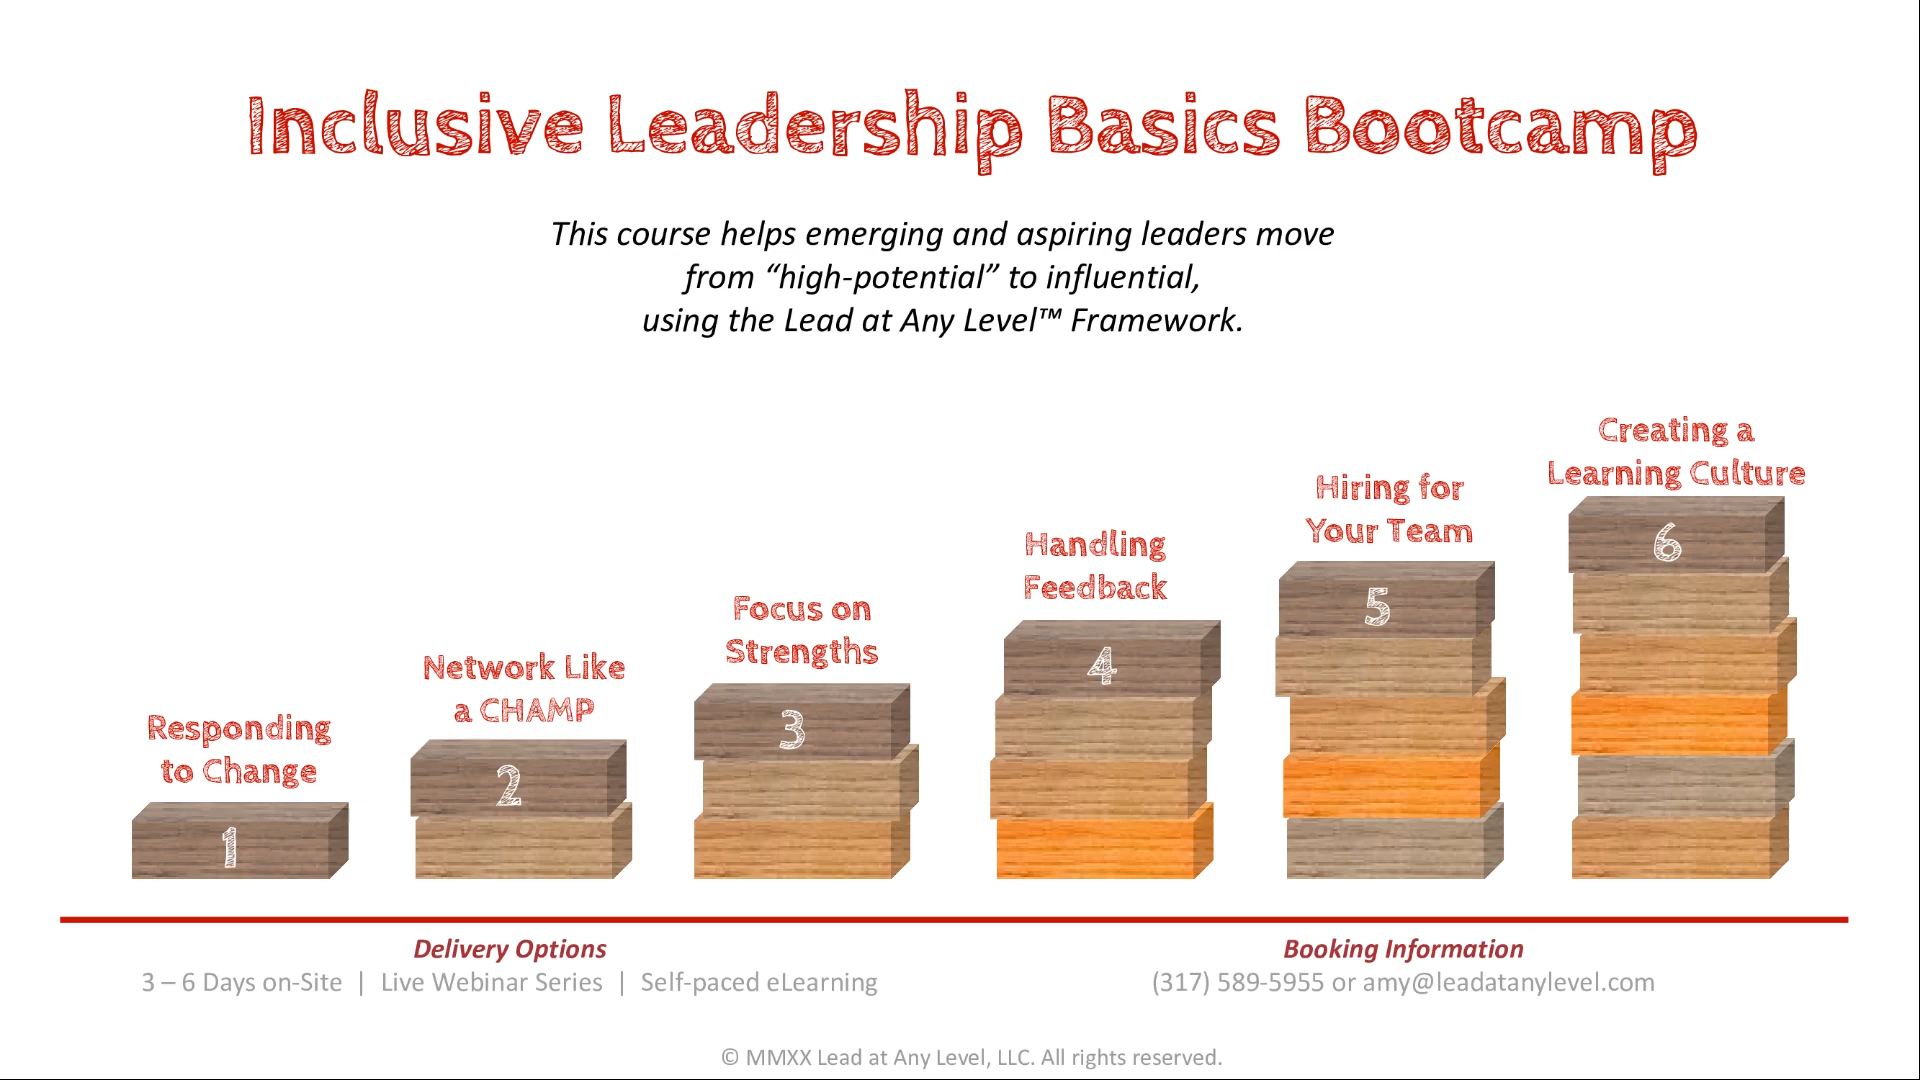 Inclusive Leadership Basics Bootcamp
This course helps emerging and aspiring leaders move
from “high-potential” to influential,
using the Lead at Any Level™ Framework.
Responding
to Change
1
Network Like
a CHAMP
2
Focus on
Strengths
3
Handling
Feedback
4
Hiring for
Your Team
5
Creating a
Learning Culture
6
Delivery Options
3 – 6 Days on-Site | Live Webinar Series | Self-paced eLearning
Booking Information
(317) 589-5955 or amy@leadatanylevel.com
© MMXX Lead at Any Level, LLC. All rights reserved.